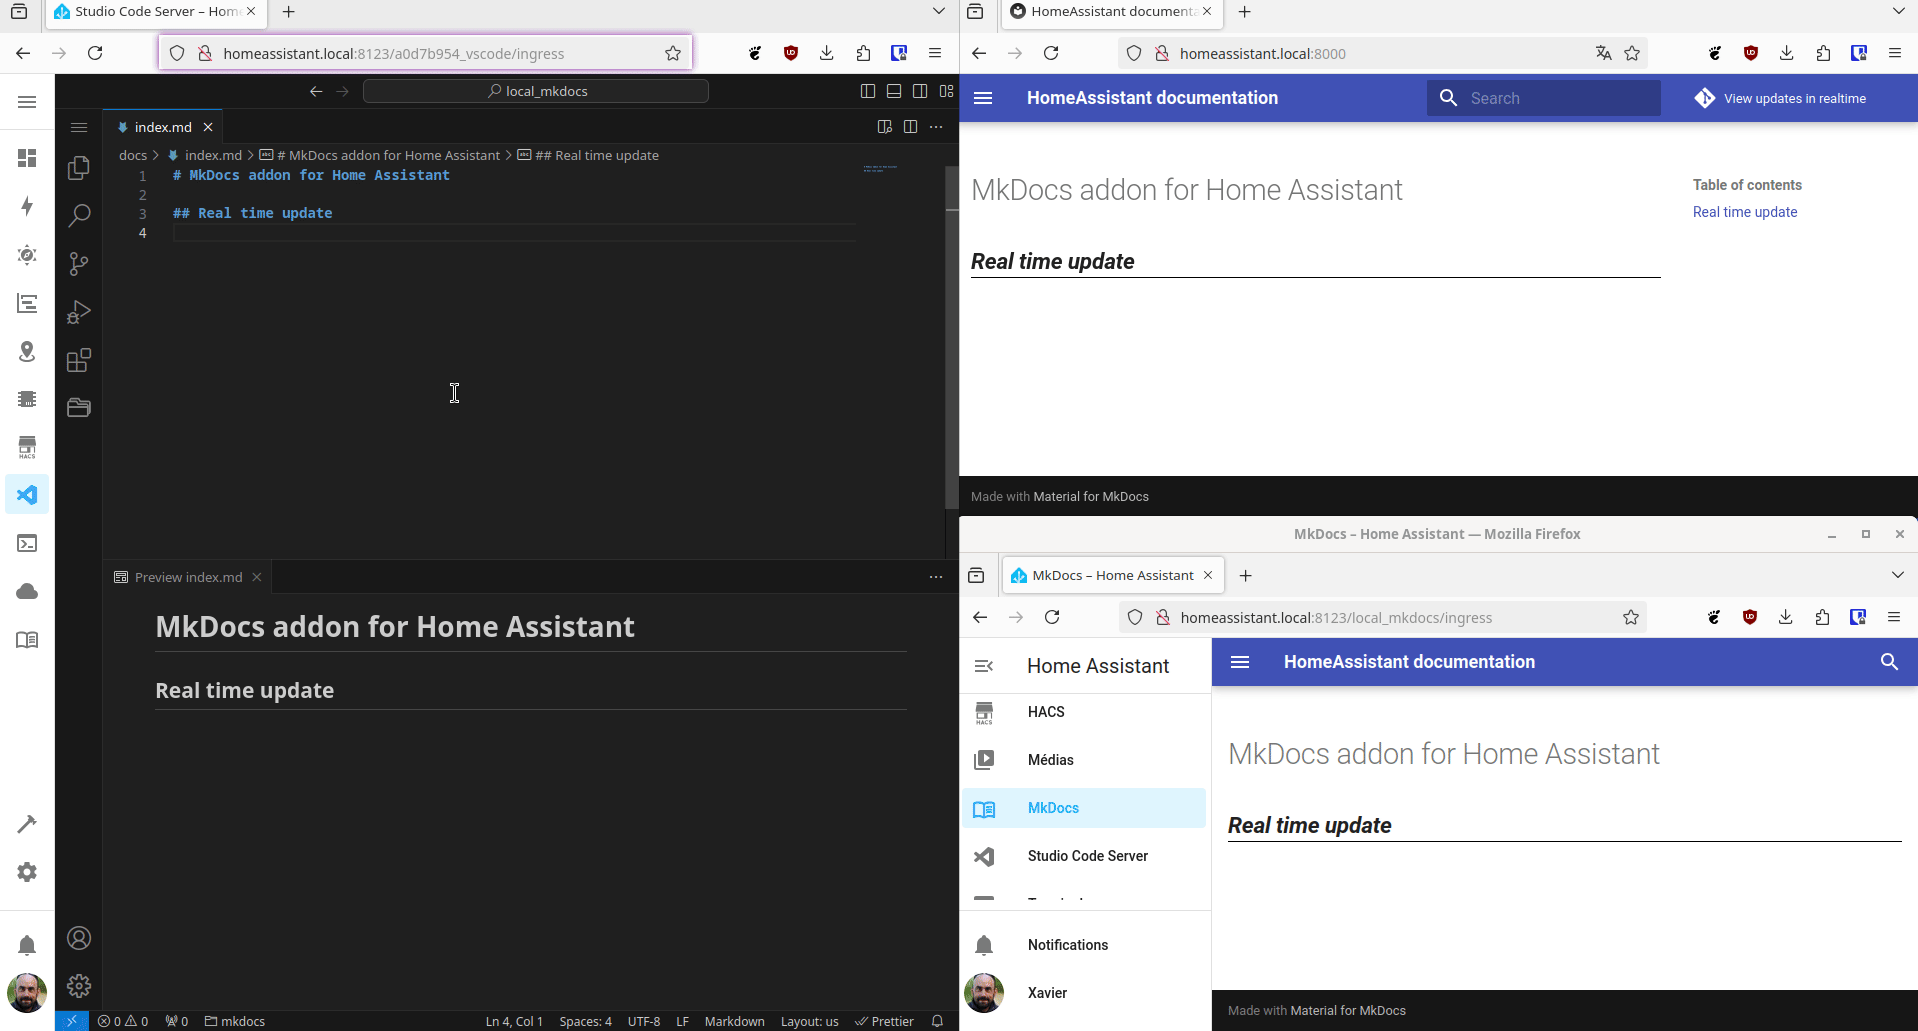 Studio Code Server – Hom
homeassistant.local:8123/a0d7b954_vscode/ingress
local_mkdocs
index.md
docs > index.md > # MkDocs addon for Home Assistant > ## Real time update
1 # MkDocs addon for Home Assistant
2
3 ## Real time update
4
HACS
Preview index.md
MkDocs addon for Home Assistant
Real time update
0 0 0 mkdocs Ln 4, Col 1 Spaces: 4 UTF-8 LF Markdown Layout: us Prettier
HomeAssistant documenta
homeassistant.local:8000
HomeAssistant documentation
Search
View updates in realtime
MkDocs addon for Home Assistant
Table of contents
Real time update
Real time update
Made with Material for MkDocs
MkDocs – Home Assistant — Mozilla Firefox
MkDocs – Home Assistant
homeassistant.local:8123/local_mkdocs/ingress
Home Assistant
HACS
HACS
Médias
MkDocs
Studio Code Server
Notifications
Xavier
HomeAssistant documentation
MkDocs addon for Home Assistant
Real time update
Made with Material for MkDocs